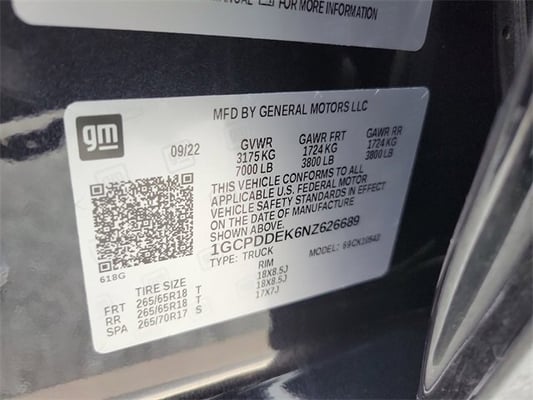 MANUAL FOR MORE INFORMATION
MFD BY GENERAL MOTORS LLC
gm
09/22
GVWR GAWR FRT GAWR RR
3175 KG 1724 KG 1724 KG
7000 LB 3800 LB 3800 LB
THIS VEHICLE CONFORMS TO ALL
APPLICABLE U.S. FEDERAL MOTOR
VEHICLE SAFETY STANDARDS IN EFFECT
ON THE DATE OF MANUFACTURE
SHOWN ABOVE.
1GCPDDEK6NZ626689
TYPE: TRUCK MODEL:
618G
TIRE SIZE RIM
FRT 265/65R18 T 18X8.5J
RR 265/65R18 T 18X8.5J
SPA 265/70R17 S 17X7J